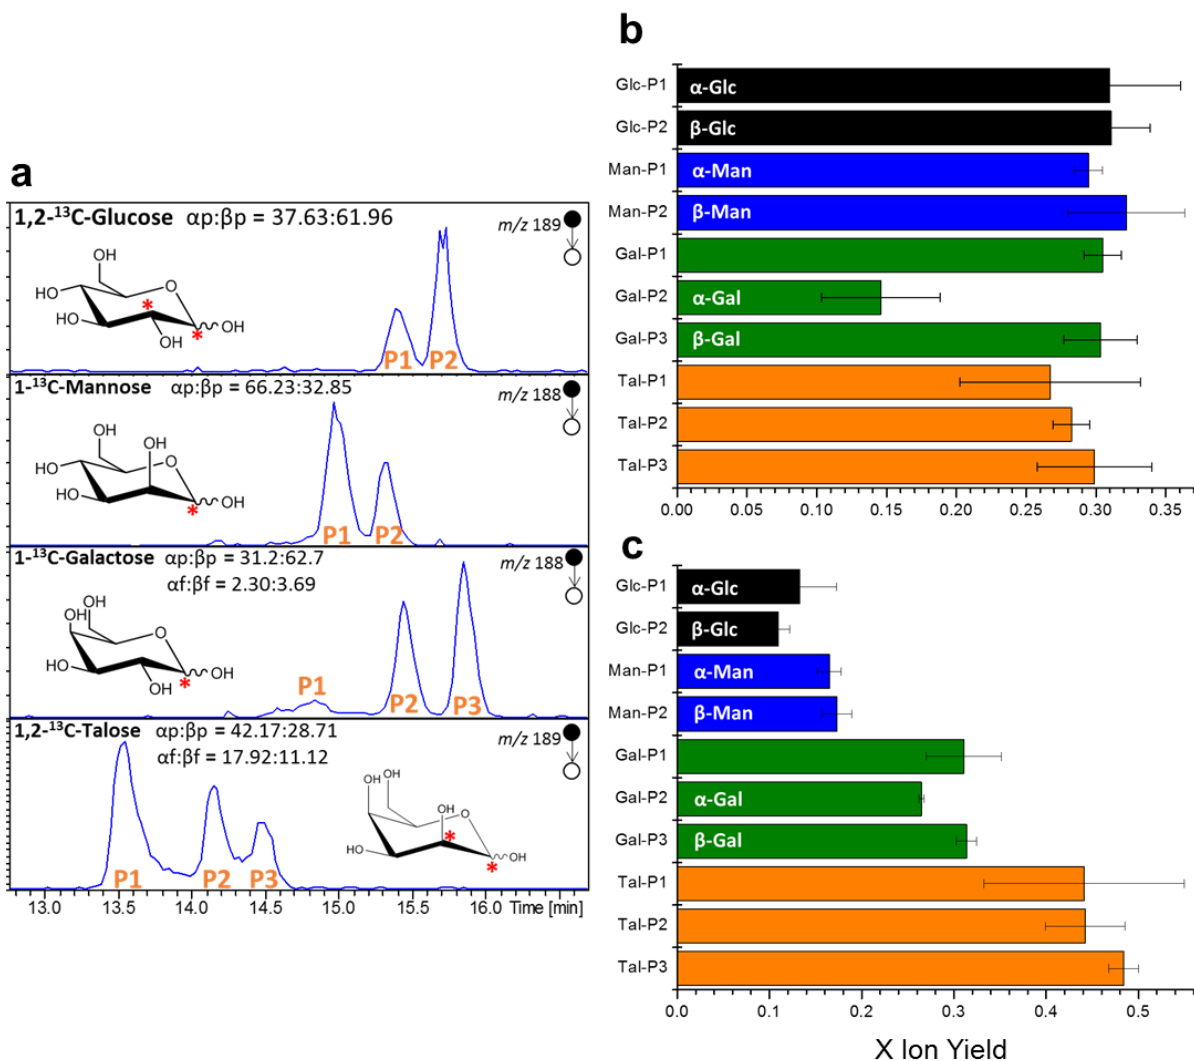 a
1,2-¹³C-Glucose αp:βp = 37.63:61.96
m/z 189
OH
HO
O
HO
*
OH
OH
*
P1
P2
1-¹³C-Mannose αp:βp = 66.23:32.85
m/z 188
OH
OH
HO
O
HO
OH
*
P1
P2
1-¹³C-Galactose αp:βp = 31.2:62.7
αf:βf = 2.30:3.69
m/z 188
OH
OH
O
HO
OH
OH
*
P1
P2
P3
1,2-¹³C-Talose αp:βp = 42.17:28.71
αf:βf = 17.92:11.12
m/z 189
OH
OH
OH
O
*
HO
OH
*
P1
P2
P3
13.0 13.5 14.0 14.5 15.0 15.5 16.0 Time [min]
b
Glc-P1 α-Glc
Glc-P2 β-Glc
Man-P1 α-Man
Man-P2 β-Man
Gal-P1
Gal-P2 α-Gal
Gal-P3 β-Gal
Tal-P1
Tal-P2
Tal-P3
0.00 0.05 0.10 0.15 0.20 0.25 0.30 0.35
c
Glc-P1 α-Glc
Glc-P2 β-Glc
Man-P1 α-Man
Man-P2 β-Man
Gal-P1
Gal-P2 α-Gal
Gal-P3 β-Gal
Tal-P1
Tal-P2
Tal-P3
0.0 0.1 0.2 0.3 0.4 0.5
X Ion Yield